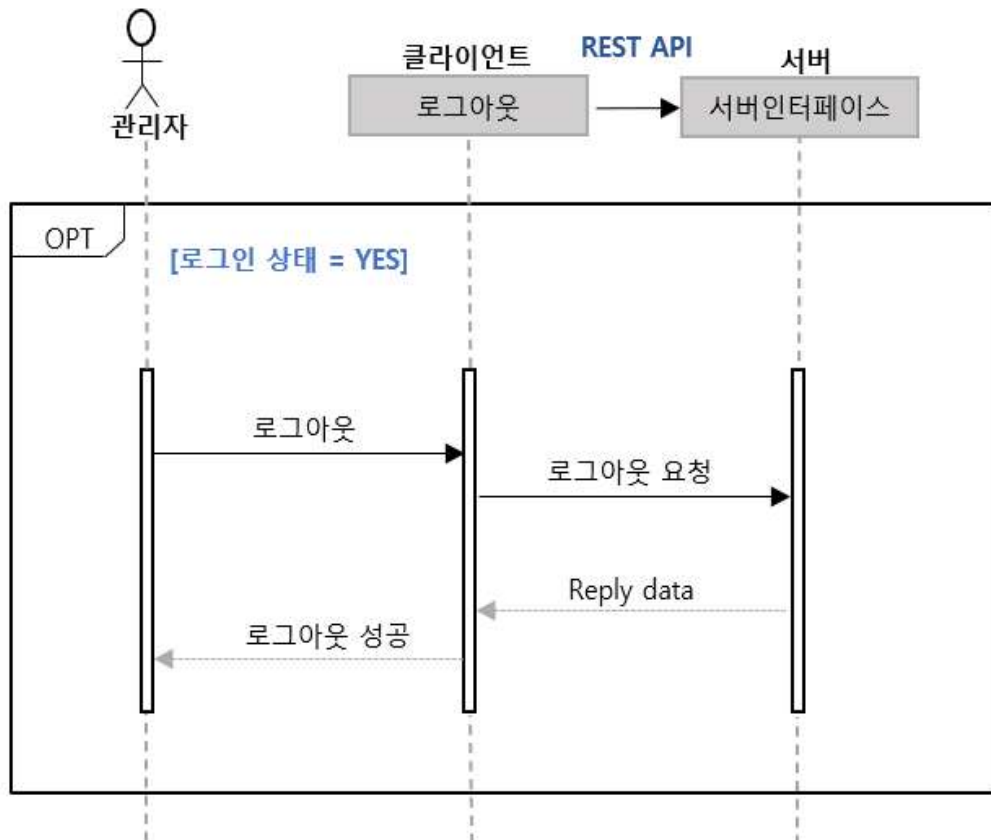 클라이언트
REST API
서버
관리자
로그아웃
서버인터페이스
OPT
[로그인 상태 = YES]
로그아웃
로그아웃 요청
Reply data
로그아웃 성공